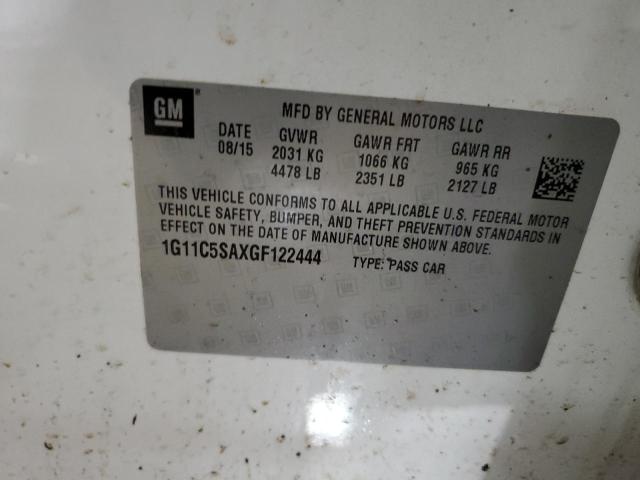 GM
MFD BY GENERAL MOTORS LLC
DATE GVWR GAWR FRT GAWR RR
08/15 2031 KG 1066 KG 965 KG
4478 LB 2351 LB 2127 LB
THIS VEHICLE CONFORMS TO ALL APPLICABLE U.S. FEDERAL MOTOR
VEHICLE SAFETY, BUMPER, AND THEFT PREVENTION STANDARDS IN
EFFECT ON THE DATE OF MANUFACTURE SHOWN ABOVE.
1G11C5SAXGF122444 TYPE: PASS CAR